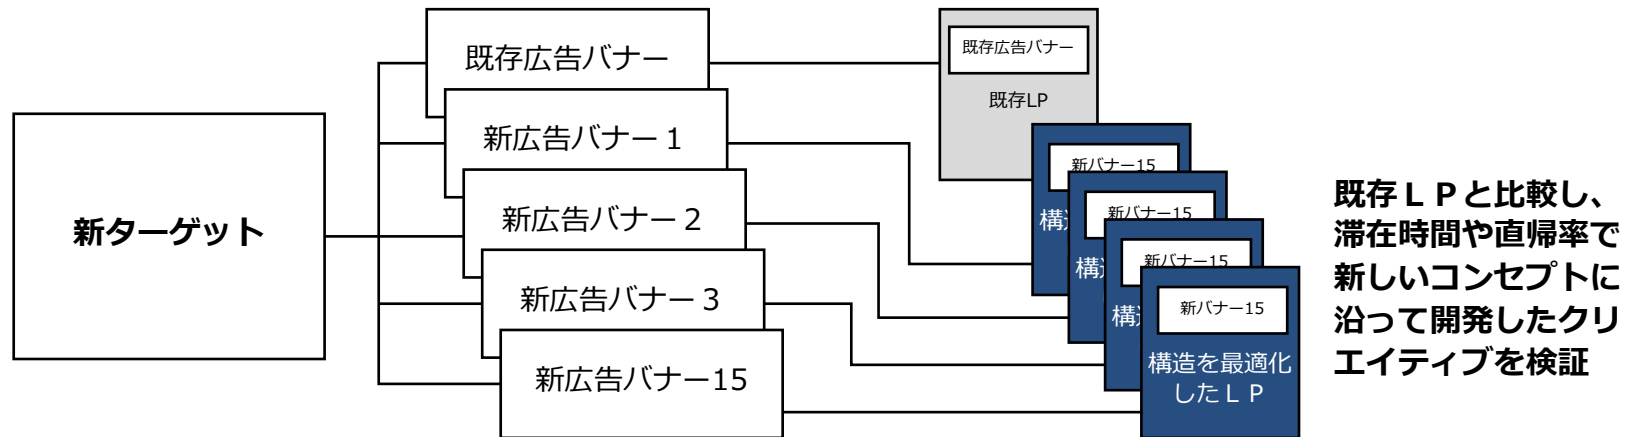 新ターゲット
既存広告バナー
新広告バナー１
新広告バナー２
新広告バナー３
新広告バナー15
既存広告バナー
既存LP
新バナー15
構造
新バナー15
構造
新バナー15
構造
新バナー15
構造を最適化
したＬＰ
既存ＬＰと比較し、
滞在時間や直帰率で
新しいコンセプトに
沿って開発したクリ
エイティブを検証